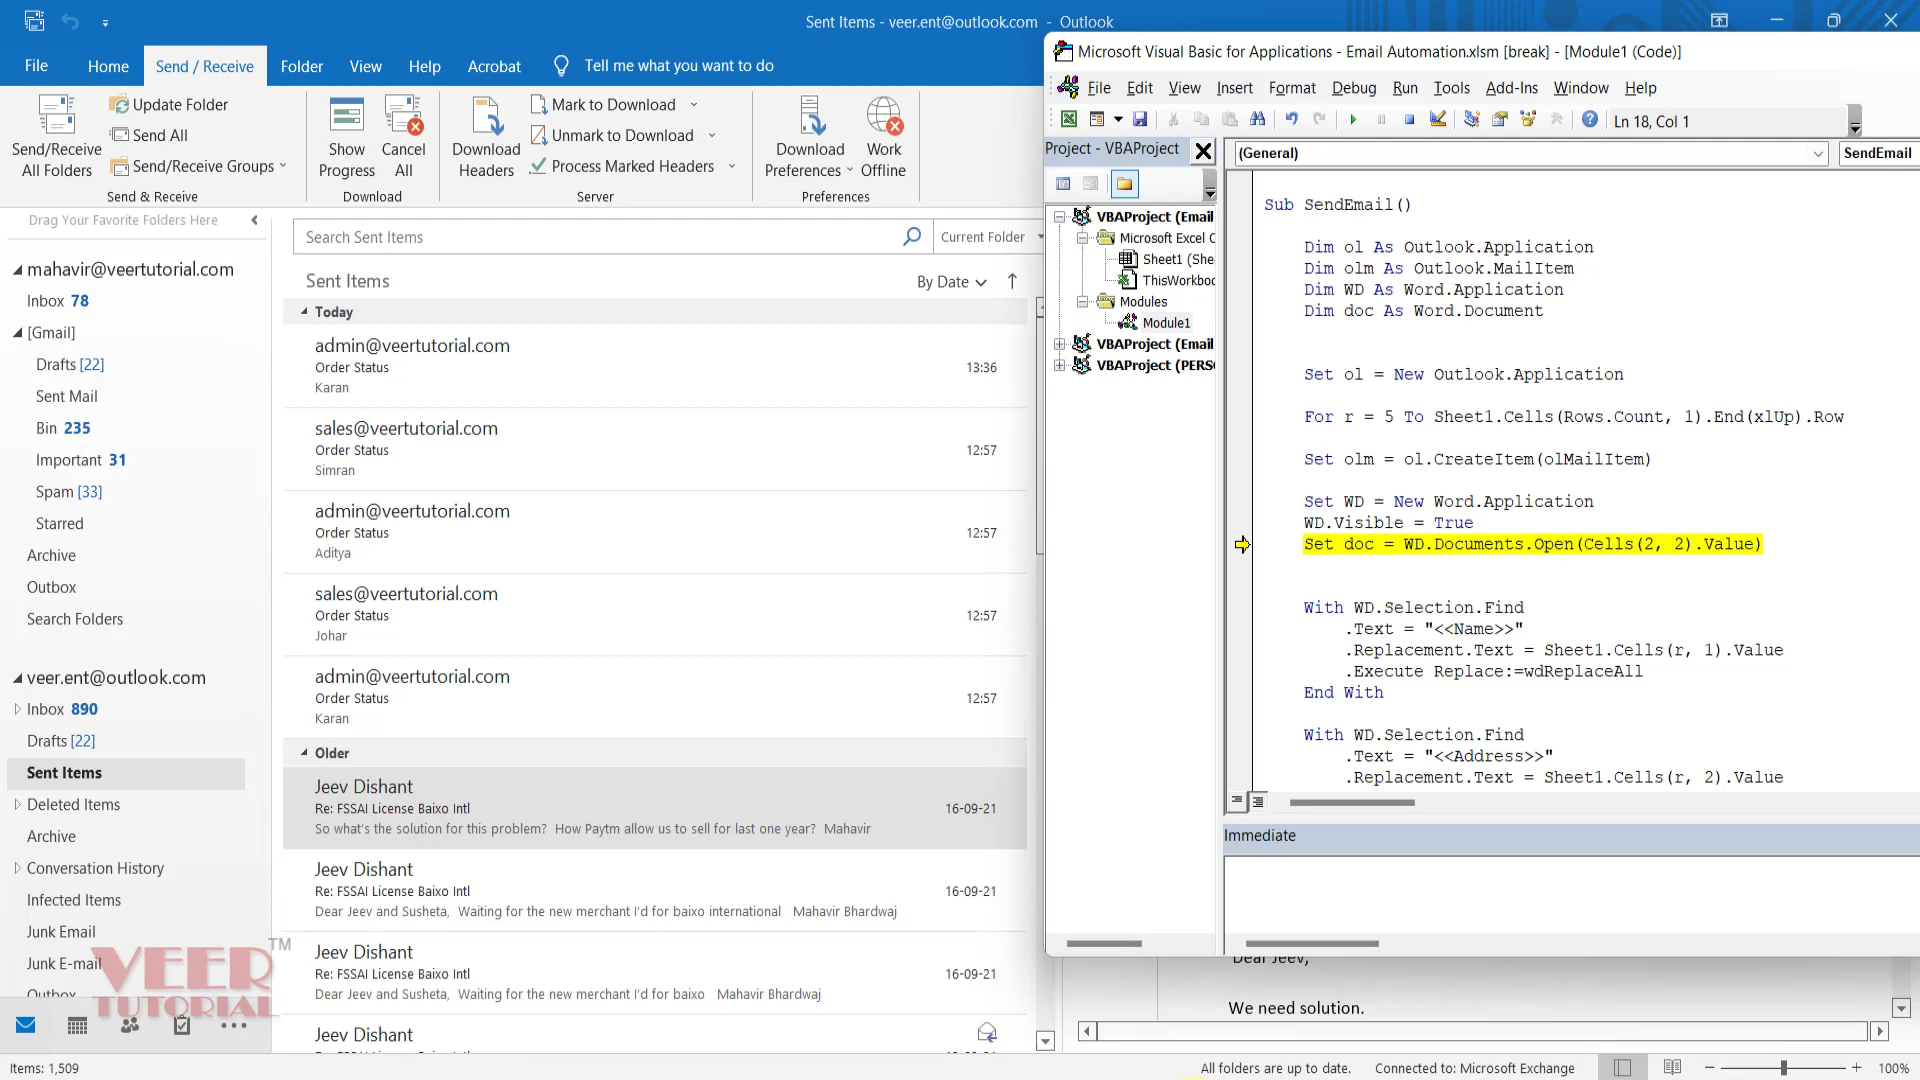 Sent Items - veer.ent@outlook.com - Outlook
File Home Send / Receive Folder View Help Acrobat Tell me what you want to do
Send/Receive All Folders
Update Folder
Send All
Send/Receive Groups
Send & Receive
Show Progress
Cancel All
Download
Download Headers
Mark to Download
Unmark to Download
Process Marked Headers
Server
Download Preferences
Work Offline
Preferences
Drag Your Favorite Folders Here
mahavir@veertutorial.com
Inbox 78
[Gmail]
Drafts [22]
Sent Mail
Bin 235
Important 31
Spam [33]
Starred
Archive
Outbox
Search Folders
veer.ent@outlook.com
Inbox 890
Drafts [22]
Sent Items
Deleted Items
Archive
Conversation History
Infected Items
Junk Email
Junk E-mail
Outbox
VEER TM
TUTORIAL
Items: 1,509
Search Sent Items
Current Folder
Sent Items
By Date
Today
admin@veertutorial.com
Order Status 13:36
Karan
sales@veertutorial.com
Order Status 12:57
Simran
admin@veertutorial.com
Order Status 12:57
Aditya
sales@veertutorial.com
Order Status 12:57
Johar
admin@veertutorial.com
Order Status 12:57
Karan
Older
Jeev Dishant
Re: FSSAI License Baixo Intl 16-09-21
So what's the solution for this problem? How Paytm allow us to sell for last one year? Mahavir
Jeev Dishant
Re: FSSAI License Baixo Intl 16-09-21
Dear Jeev and Susheta, Waiting for the new merchant I'd for baixo international Mahavir Bhardwaj
Jeev Dishant
Re: FSSAI License Baixo Intl 16-09-21
Dear Jeev and Susheta, Waiting for the new merchant I'd for baixo Mahavir Bhardwaj
Jeev Dishant
Microsoft Visual Basic for Applications - Email Automation.xlsm [break] - [Module1 (Code)]
File Edit View Insert Format Debug Run Tools Add-Ins Window Help
Ln 18, Col 1
Project - VBAProject
VBAProject (Email
Microsoft Excel O
Sheet1 (She
ThisWorkboo
Modules
Module1
VBAProject (Email
VBAProject (PERS
(General) SendEmail
Sub SendEmail()
Dim ol As Outlook.Application
Dim olm As Outlook.MailItem
Dim WD As Word.Application
Dim doc As Word.Document
Set ol = New Outlook.Application
For r = 5 To Sheet1.Cells(Rows.Count, 1).End(xlUp).Row
Set olm = ol.CreateItem(olMailItem)
Set WD = New Word.Application
WD.Visible = True
Set doc = WD.Documents.Open(Cells(2, 2).Value)
With WD.Selection.Find
.Text = "<<Name>>"
.Replacement.Text = Sheet1.Cells(r, 1).Value
.Execute Replace:=wdReplaceAll
End With
With WD.Selection.Find
.Text = "<<Address>>"
.Replacement.Text = Sheet1.Cells(r, 2).Value
Immediate
Dear Jeev,
We need solution.
All folders are up to date. Connected to: Microsoft Exchange 100%